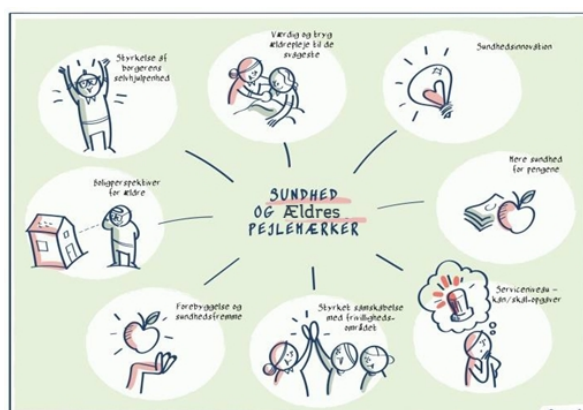 Styrkelse af
borgerens
selvhjulpenhed
Værdig og tryg
ældrepleje til de
svageste
Sundhedsinnovation
Mere sundhed
for pengene
Serviceniveau -
kan/skal-opgaver
Styrket samskabelse
med frivilligheds-
området
Forebyggelse og
sundhedsfremme
Boligperspektiver
for ældre
SUNDHED
OG Ældres
PEJLEMÆRKER